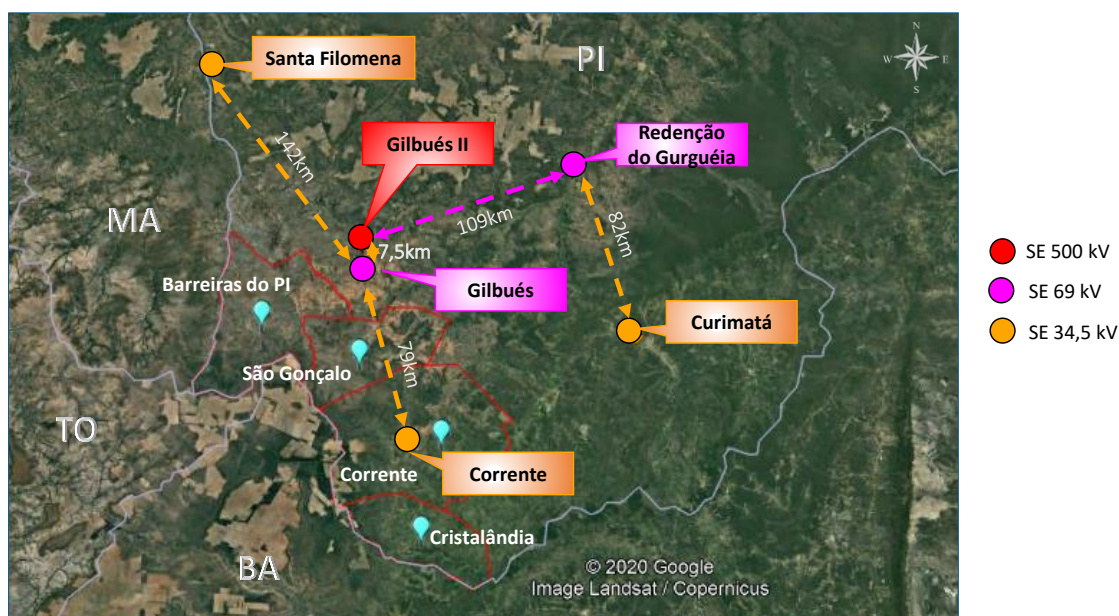 Santa Filomena
PI
N
W
E
S
Gilbués II
Redenção
do Gurguéia
142km
109km
82km
MA
7,5km
Barreiras do PI
Gilbués
SE 500 kV
SE 69 kV
SE 34,5 kV
Curimatá
79km
São Gonçalo
TO
Corrente
Corrente
Cristalândia
BA
© 2020 Google
Image Landsat / Copernicus